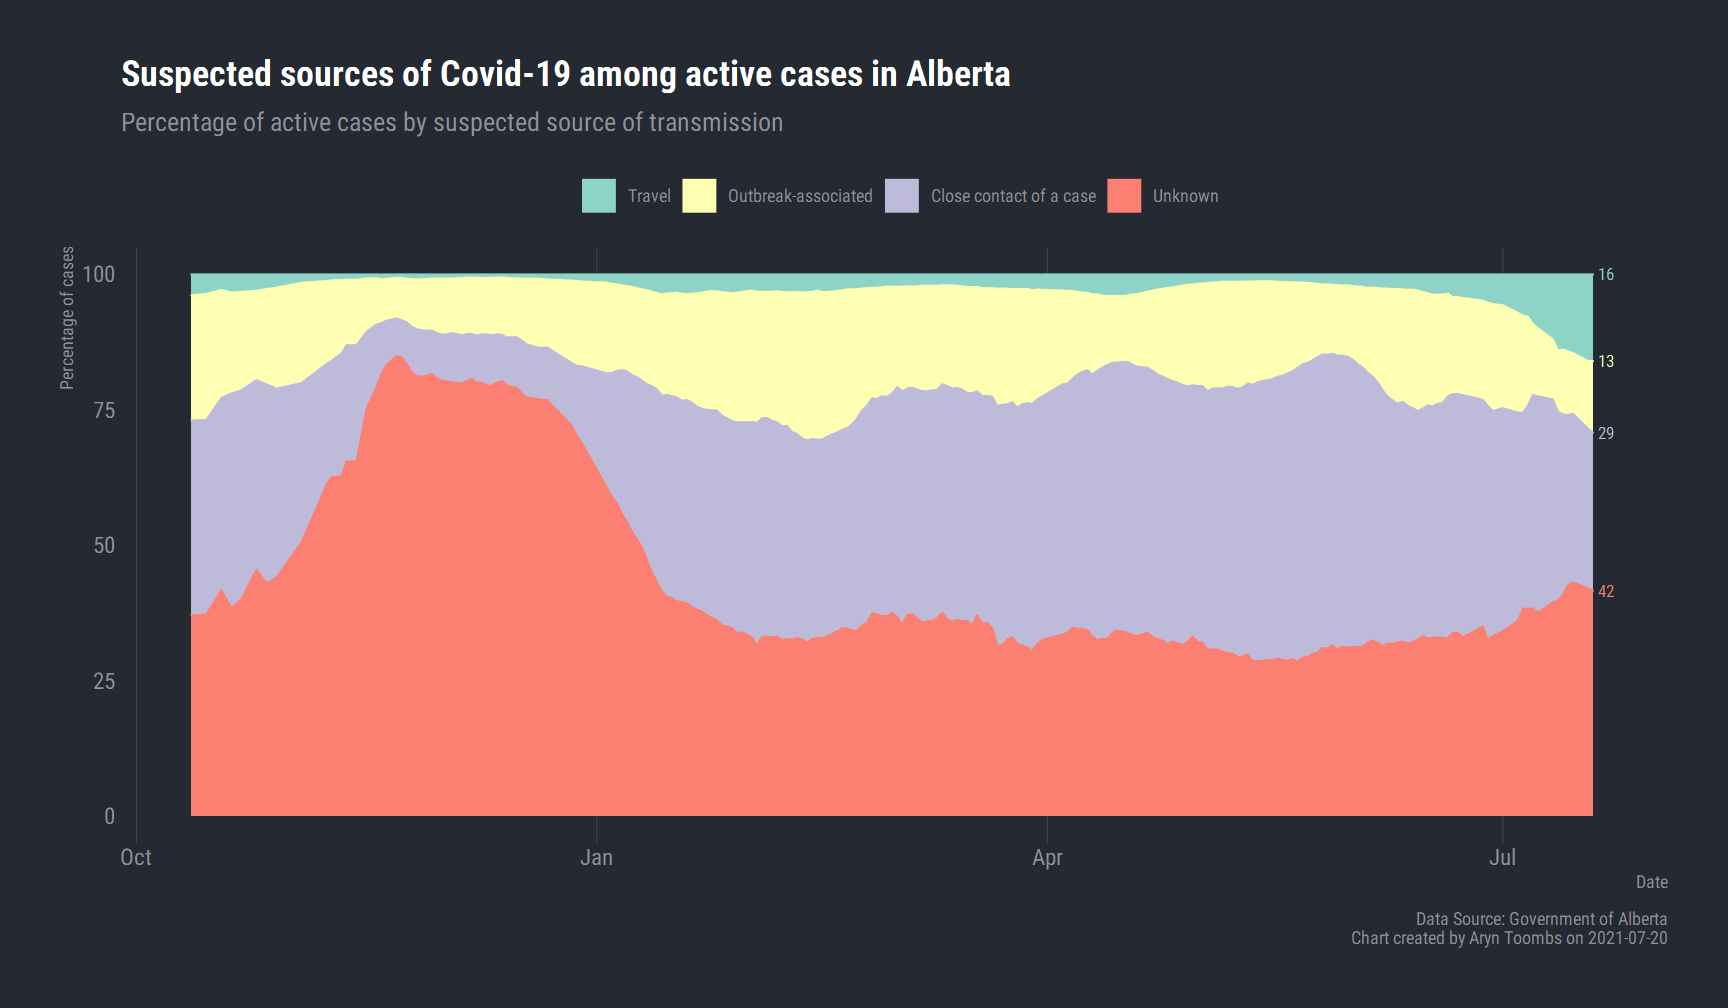 Suspected sources of Covid-19 among active cases in Alberta
Percentage of active cases by suspected source of transmission
Travel
Outbreak-associated
Close contact of a case
Unknown
Percentage of cases
100
75
50
25
0
16
13
29
42
Oct
Jan
Apr
Jul
Date
Data Source: Government of Alberta
Chart created by Aryn Toombs on 2021-07-20